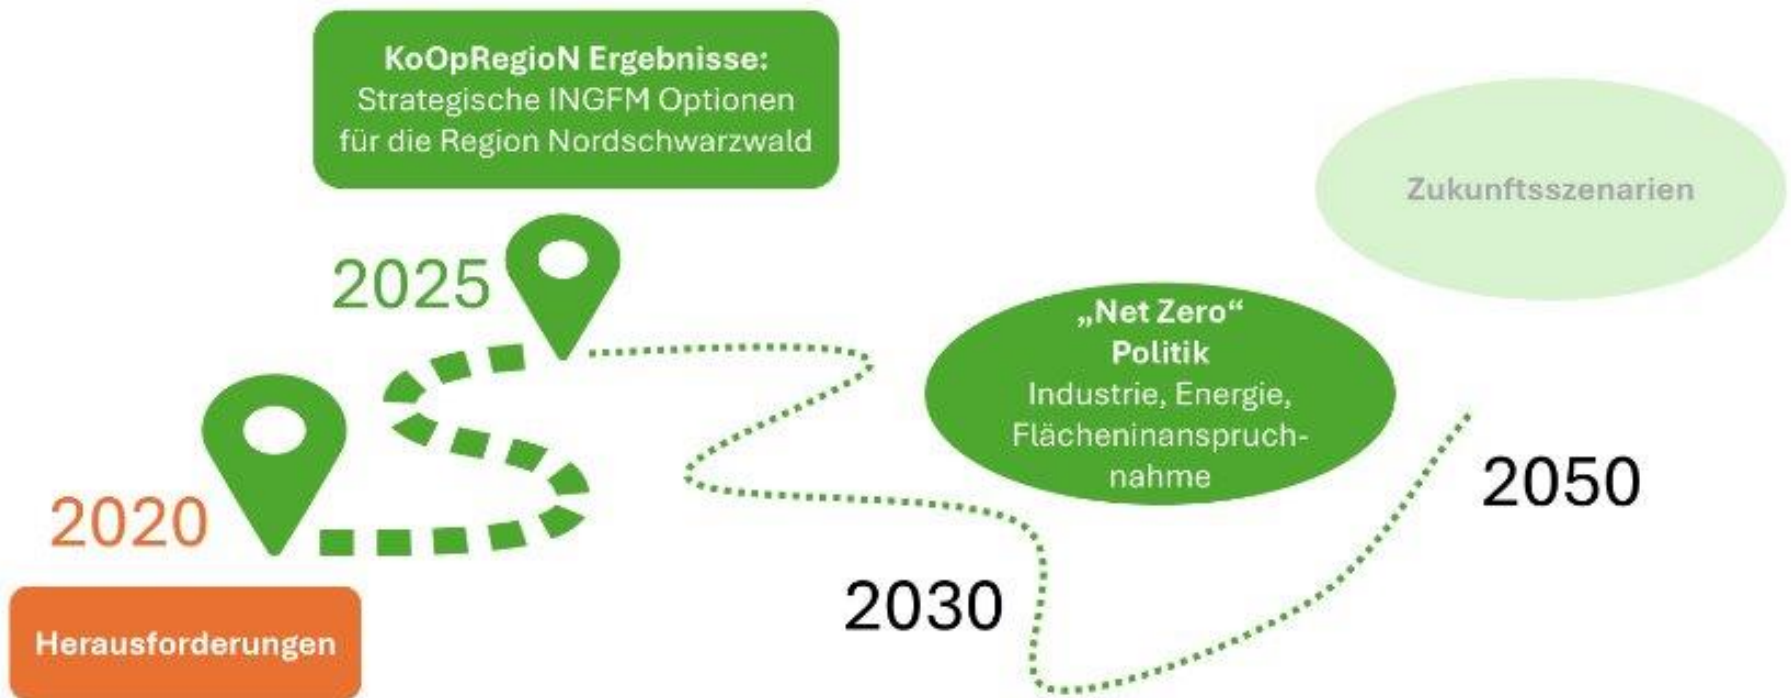 KoOpRegioN Ergebnisse:
Strategische INGFM Optionen
für die Region Nordschwarzwald
Zukunftsszenarien
2025
„Net Zero“
Politik
Industrie, Energie,
Flächeninanspruch-
nahme
2020
2050
2030
Herausforderungen